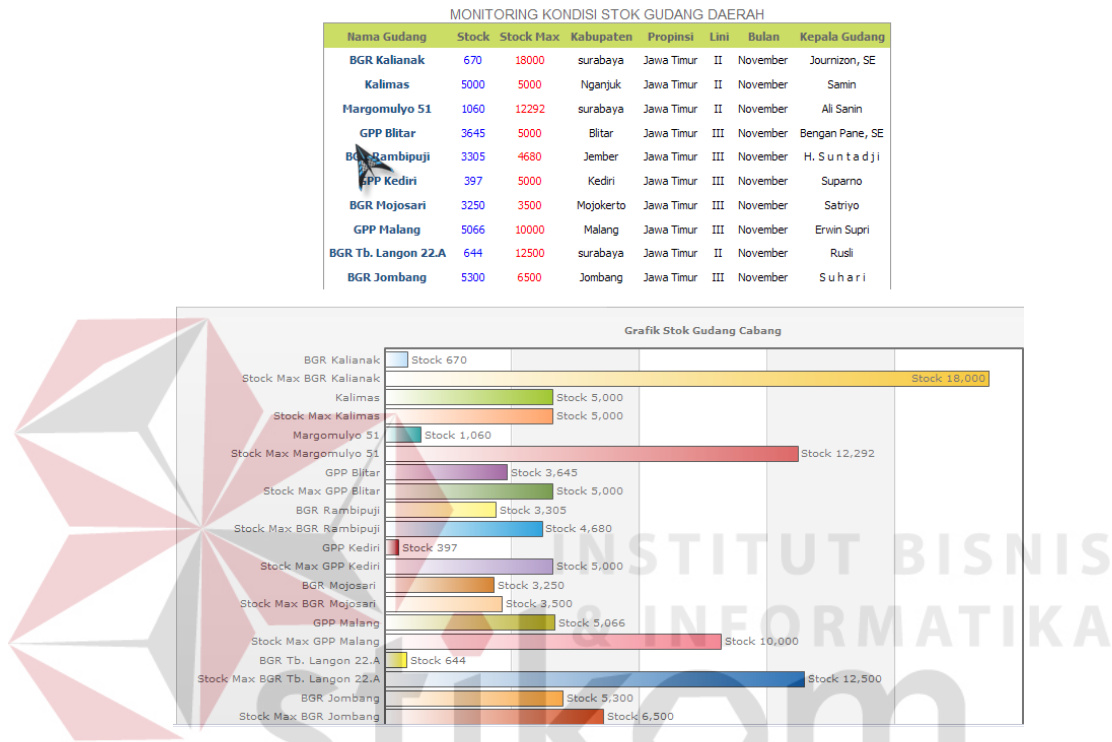 MONITORING KONDISI STOK GUDANG DAERAH
Nama Gudang Stock Stock Max Kabupaten Propinsi Lini Bulan Kepala Gudang
BGR Kalianak 670 18000 surabaya Jawa Timur II November Journizon, SE
Kalimas 5000 5000 Nganjuk Jawa Timur II November Samin
Margomulyo 51 1060 12292 surabaya Jawa Timur II November Ali Sanin
GPP Blitar 3645 5000 Blitar Jawa Timur III November Bengan Pane, SE
BGR Rambipuji 3305 4680 Jember Jawa Timur III November H. S u n t a d j i
GPP Kediri 397 5000 Kediri Jawa Timur III November Suparno
BGR Mojosari 3250 3500 Mojokerto Jawa Timur III November Satriyo
GPP Malang 5066 10000 Malang Jawa Timur III November Erwin Supri
BGR Tb. Langon 22.A 644 12500 surabaya Jawa Timur II November Rusli
BGR Jombang 5300 6500 Jombang Jawa Timur III November S u h a r i
Grafik Stok Gudang Cabang
BGR Kalianak Stock 670
Stock Max BGR Kalianak Stock 18,000
Kalimas Stock 5,000
Stock Max Kalimas Stock 5,000
Margomulyo 51 Stock 1,060
Stock Max Margomulyo 51 Stock 12,292
GPP Blitar Stock 3,645
Stock Max GPP Blitar Stock 5,000
BGR Rambipuji Stock 3,305
Stock Max BGR Rambipuji Stock 4,680
GPP Kediri Stock 397
Stock Max GPP Kediri Stock 5,000
BGR Mojosari Stock 3,250
Stock Max BGR Mojosari Stock 3,500
GPP Malang Stock 5,066
Stock Max GPP Malang Stock 10,000
BGR Tb. Langon 22.A Stock 644
Stock Max BGR Tb. Langon 22.A Stock 12,500
BGR Jombang Stock 5,300
Stock Max BGR Jombang Stock 6,500
INSTITUT BISNIS
& INFORMATIKA
stikom